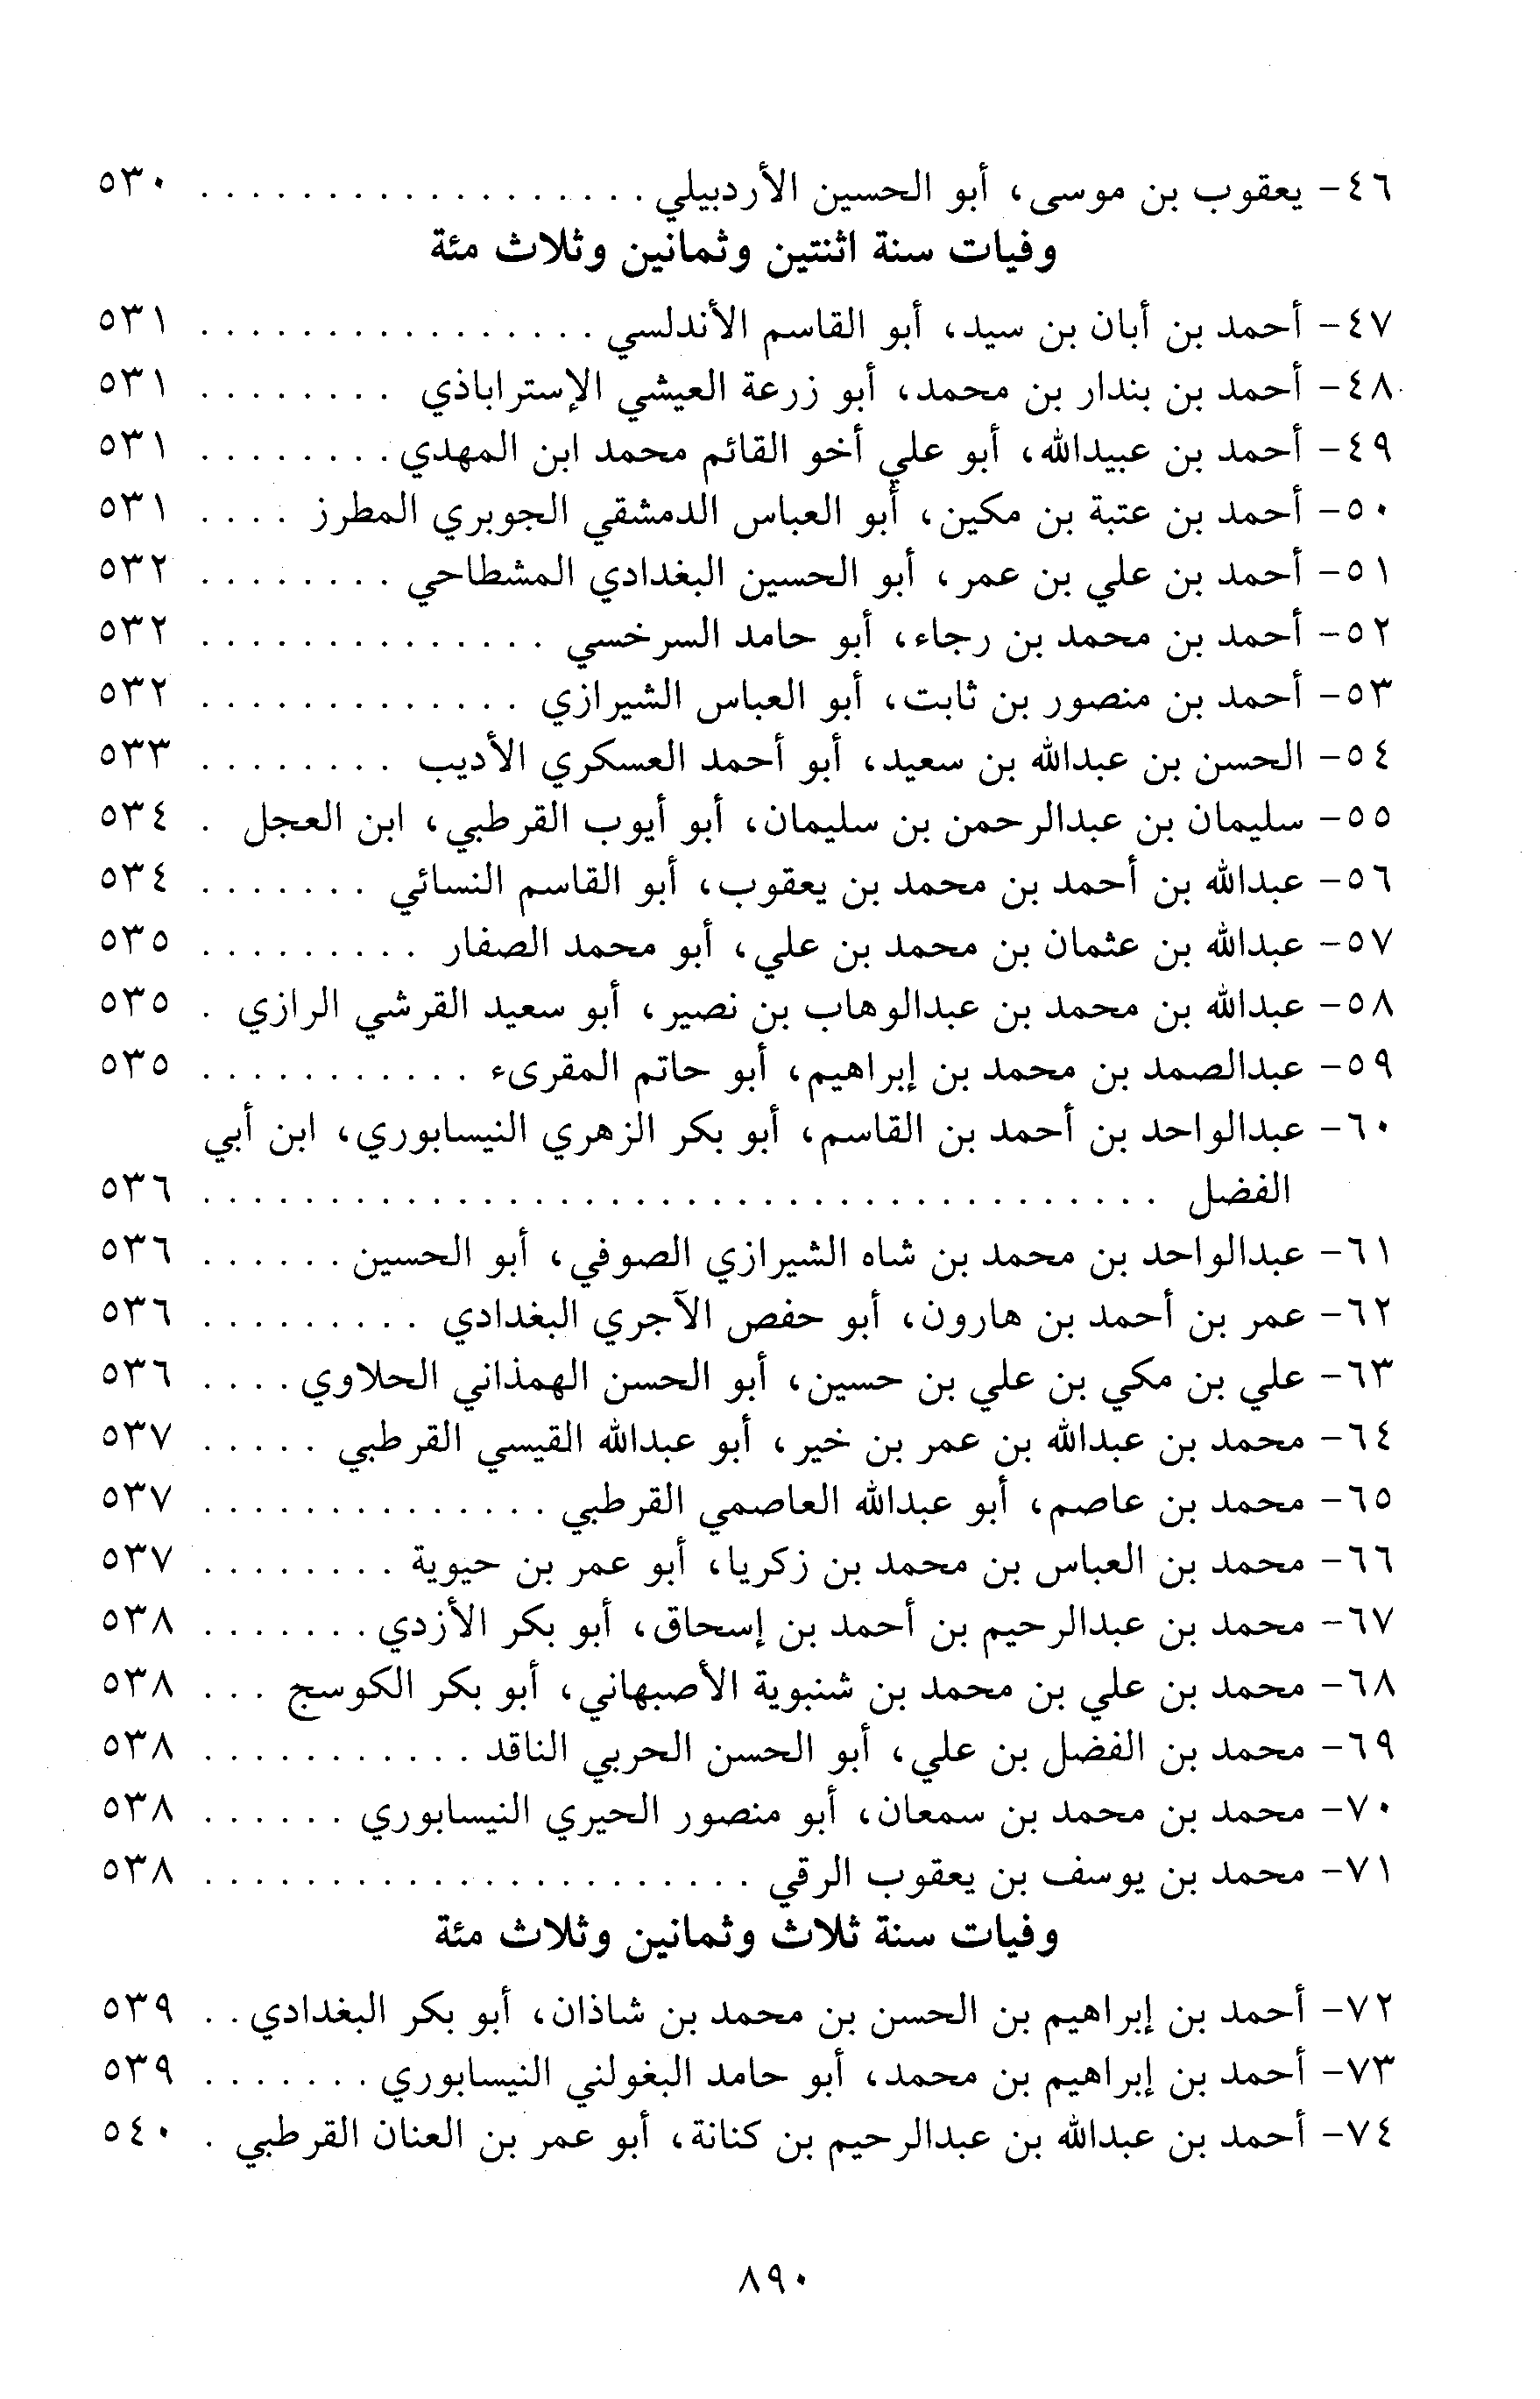 ٤٦- يعقوب بن موسى، أبو الحسين الأردبيلي . . . . . . . . . . . . . . . . . . ٥٣٠
وفيات سنة اثنتين وثمانين وثلاث مئة
٤٧- أحمد بن أبان بن سيد، أبو القاسم الأندلسي . . . . . . . . . . . . . . . . ٥٣١
٤٨- أحمد بن بندار بن محمد، أبو زرعة العيشي الإستراباذي . . . . . . . . ٥٣١
٤٩- أحمد بن عبيدالله، أبو علي أخو القائم محمد ابن المهدي . . . . . . . . ٥٣١
٥٠- أحمد بن عتبة بن مكين، أبو العباس الدمشقي الجوبري المطرز . . . . ٥٣١
٥١- أحمد بن علي بن عمر، أبو الحسين البغدادي المشطاحي . . . . . . . . ٥٣٢
٥٢- أحمد بن محمد بن رجاء، أبو حامد السرخسي . . . . . . . . . . . . . . ٥٣٢
٥٣- أحمد بن منصور بن ثابت، أبو العباس الشيرازي . . . . . . . . . . . . . ٥٣٢
٥٤- الحسن بن عبدالله بن سعيد، أبو أحمد العسكري الأديب . . . . . . . . ٥٣٣
٥٥- سليمان بن عبدالرحمن بن سليمان، أبو أيوب القرطبي، ابن العجل . ٥٣٤
٥٦- عبدالله بن أحمد بن محمد بن يعقوب، أبو القاسم النسائي . . . . . . . ٥٣٤
٥٧- عبدالله بن عثمان بن محمد بن علي، أبو محمد الصفار . . . . . . . . . ٥٣٥
٥٨- عبدالله بن محمد بن عبدالوهاب بن نصير، أبو سعيد القرشي الرازي . ٥٣٥
٥٩- عبدالصمد بن محمد بن إبراهيم، أبو حاتم المقرىء . . . . . . . . . . . ٥٣٥
٦٠- عبدالواحد بن أحمد بن القاسم، أبو بكر الزهري النيسابوري، ابن أبي
الفضل . . . . . . . . . . . . . . . . . . . . . . . . . . . . . . . . . . . . . . ٥٣٦
٦١- عبدالواحد بن محمد بن شاه الشيرازي الصوفي، أبو الحسين . . . . . . ٥٣٦
٦٢- عمر بن أحمد بن هارون، أبو حفص الآجري البغدادي . . . . . . . . . ٥٣٦
٦٣- علي بن مكي بن علي بن حسين، أبو الحسن الهمذاني الحلاوي . . . . ٥٣٦
٦٤- محمد بن عبدالله بن عمر بن خير، أبو عبدالله القيسي القرطبي . . . . . ٥٣٧
٦٥- محمد بن عاصم، أبو عبدالله العاصمي القرطبي . . . . . . . . . . . . . . ٥٣٧
٦٦- محمد بن العباس بن محمد بن زكريا، أبو عمر بن حيوية . . . . . . . . ٥٣٧
٦٧- محمد بن عبدالرحيم بن أحمد بن إسحاق، أبو بكر الأزدي . . . . . . . ٥٣٨
٦٨- محمد بن علي بن محمد بن شنبوية الأصبهاني، أبو بكر الكوسج . . . ٥٣٨
٦٩- محمد بن الفضل بن علي، أبو الحسن الحربي الناقد . . . . . . . . . . . ٥٣٨
٧٠- محمد بن محمد بن سمعان، أبو منصور الحيري النيسابوري . . . . . . ٥٣٨
٧١- محمد بن يوسف بن يعقوب الرقي . . . . . . . . . . . . . . . . . . . . . . ٥٣٨
وفيات سنة ثلاث وثمانين وثلاث مئة
٧٢- أحمد بن إبراهيم بن الحسن بن محمد بن شاذان، أبو بكر البغدادي . . ٥٣٩
٧٣- أحمد بن إبراهيم بن محمد، أبو حامد البغولني النيسابوري . . . . . . . ٥٣٩
٧٤- أحمد بن عبدالله بن عبدالرحيم بن كنانة، أبو عمر بن العنان القرطبي . ٥٤٠
٨٩٠